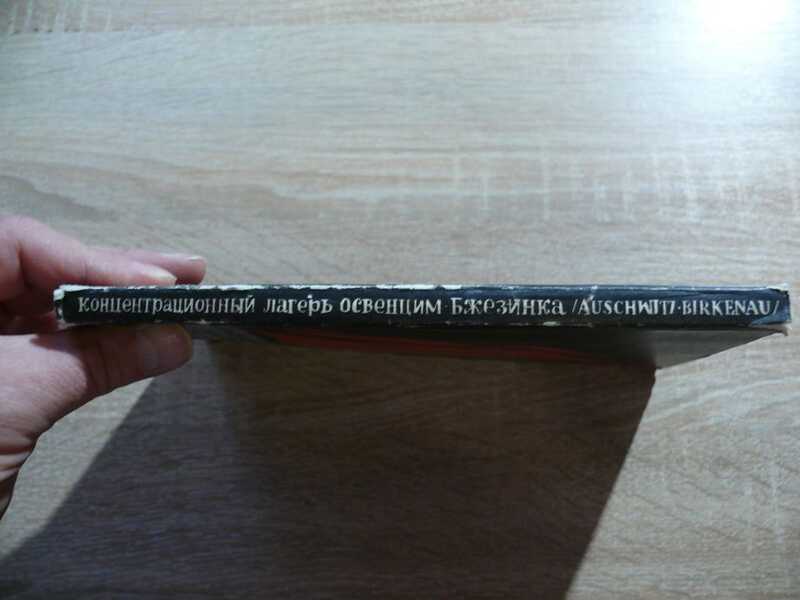 КОНЦЕНТРАЦИОННЫЙ ЛАГЕРЬ ОСВЕНЦИМ-БЖЕЗИНКА /AUSCHWITZ-BIRKENAU/